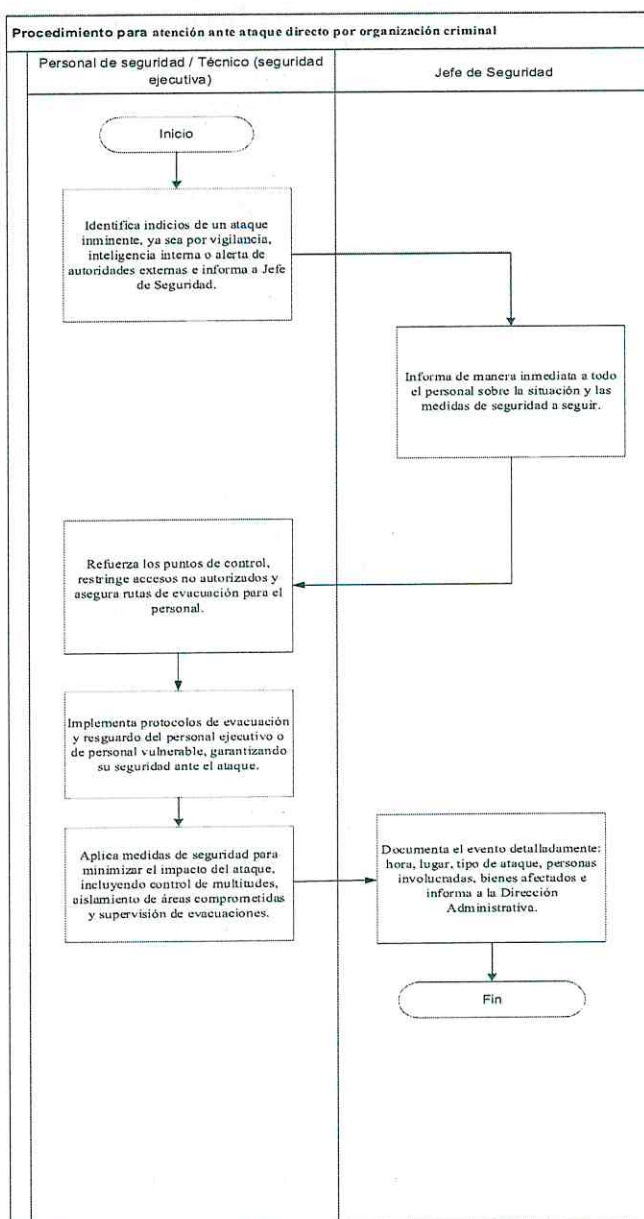 Procedimiento para atención ante ataque directo por organización criminal
Personal de seguridad / Técnico (seguridad
ejecutiva)
Jefe de Seguridad
Inicio
Identifica indicios de un ataque
inminente, ya sea por vigilancia,
inteligencia interna o alerta de
autoridades externas e informa a Jefe
de Seguridad.
Informa de manera inmediata a todo
el personal sobre la situación y las
medidas de seguridad a seguir.
Refuerza los puntos de control,
restringe accesos no autorizados y
asegura rutas de evacuación para el
personal.
Implementa protocolos de evacuación
y resguardo del personal ejecutivo o
de personal vulnerable, garantizando
su seguridad ante el ataque.
Aplica medidas de seguridad para
minimizar el impacto del ataque,
incluyendo control de multitudes,
aislamiento de áreas comprometidas
y supervisión de evacuaciones.
Documenta el evento detalladamente:
hora, lugar, tipo de ataque, personas
involucradas, bienes afectados e
informa a la Dirección
Administrativa.
Fin